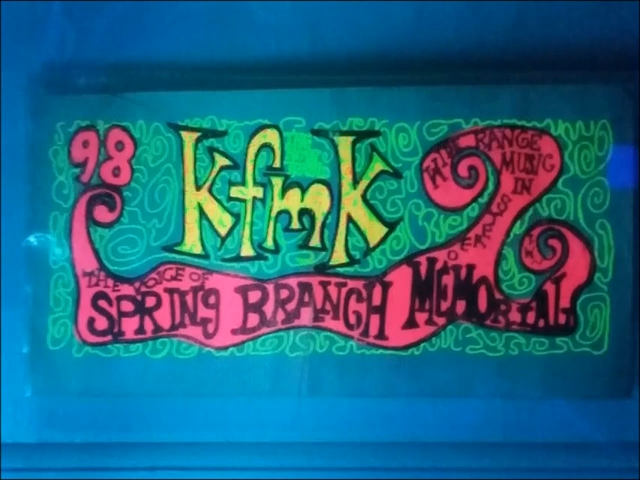 98
Kfmk
WIDE RANGE
MUSIC
IN
THE VOICE OF
SPRING BRANCH MEMORIAL